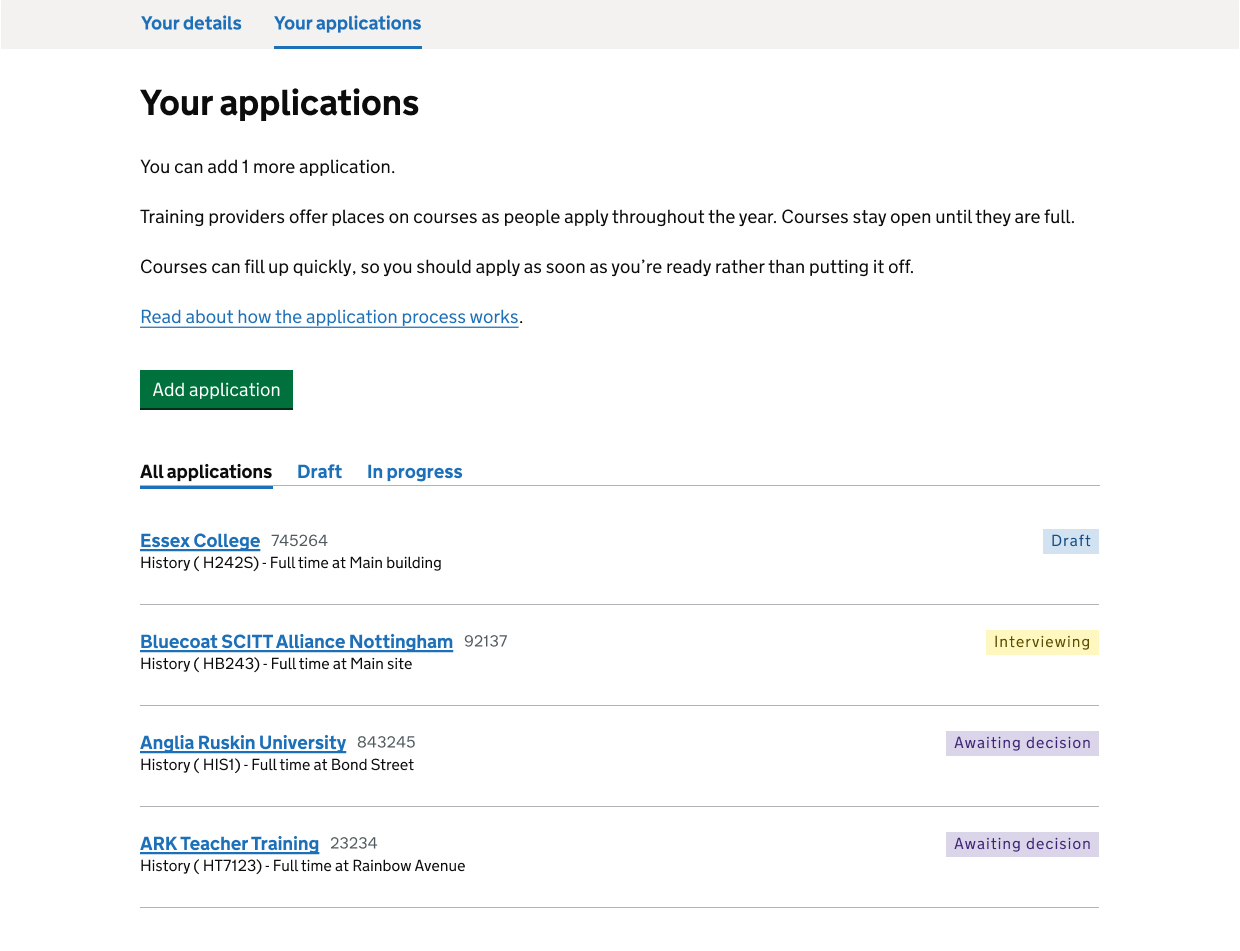 Your details Your applications
Your applications
You can add 1 more application.
Training providers offer places on courses as people apply throughout the year. Courses stay open until they are full.
Courses can fill up quickly, so you should apply as soon as you’re ready rather than putting it off.
Read about how the application process works.
Add application
All applications Draft In progress
Essex College 745264 Draft
History ( H242S) - Full time at Main building
Bluecoat SCITT Alliance Nottingham 92137 Interviewing
History ( HB243) - Full time at Main site
Anglia Ruskin University 843245 Awaiting decision
History ( HIS1) - Full time at Bond Street
ARK Teacher Training 23234 Awaiting decision
History ( HT7123) - Full time at Rainbow Avenue